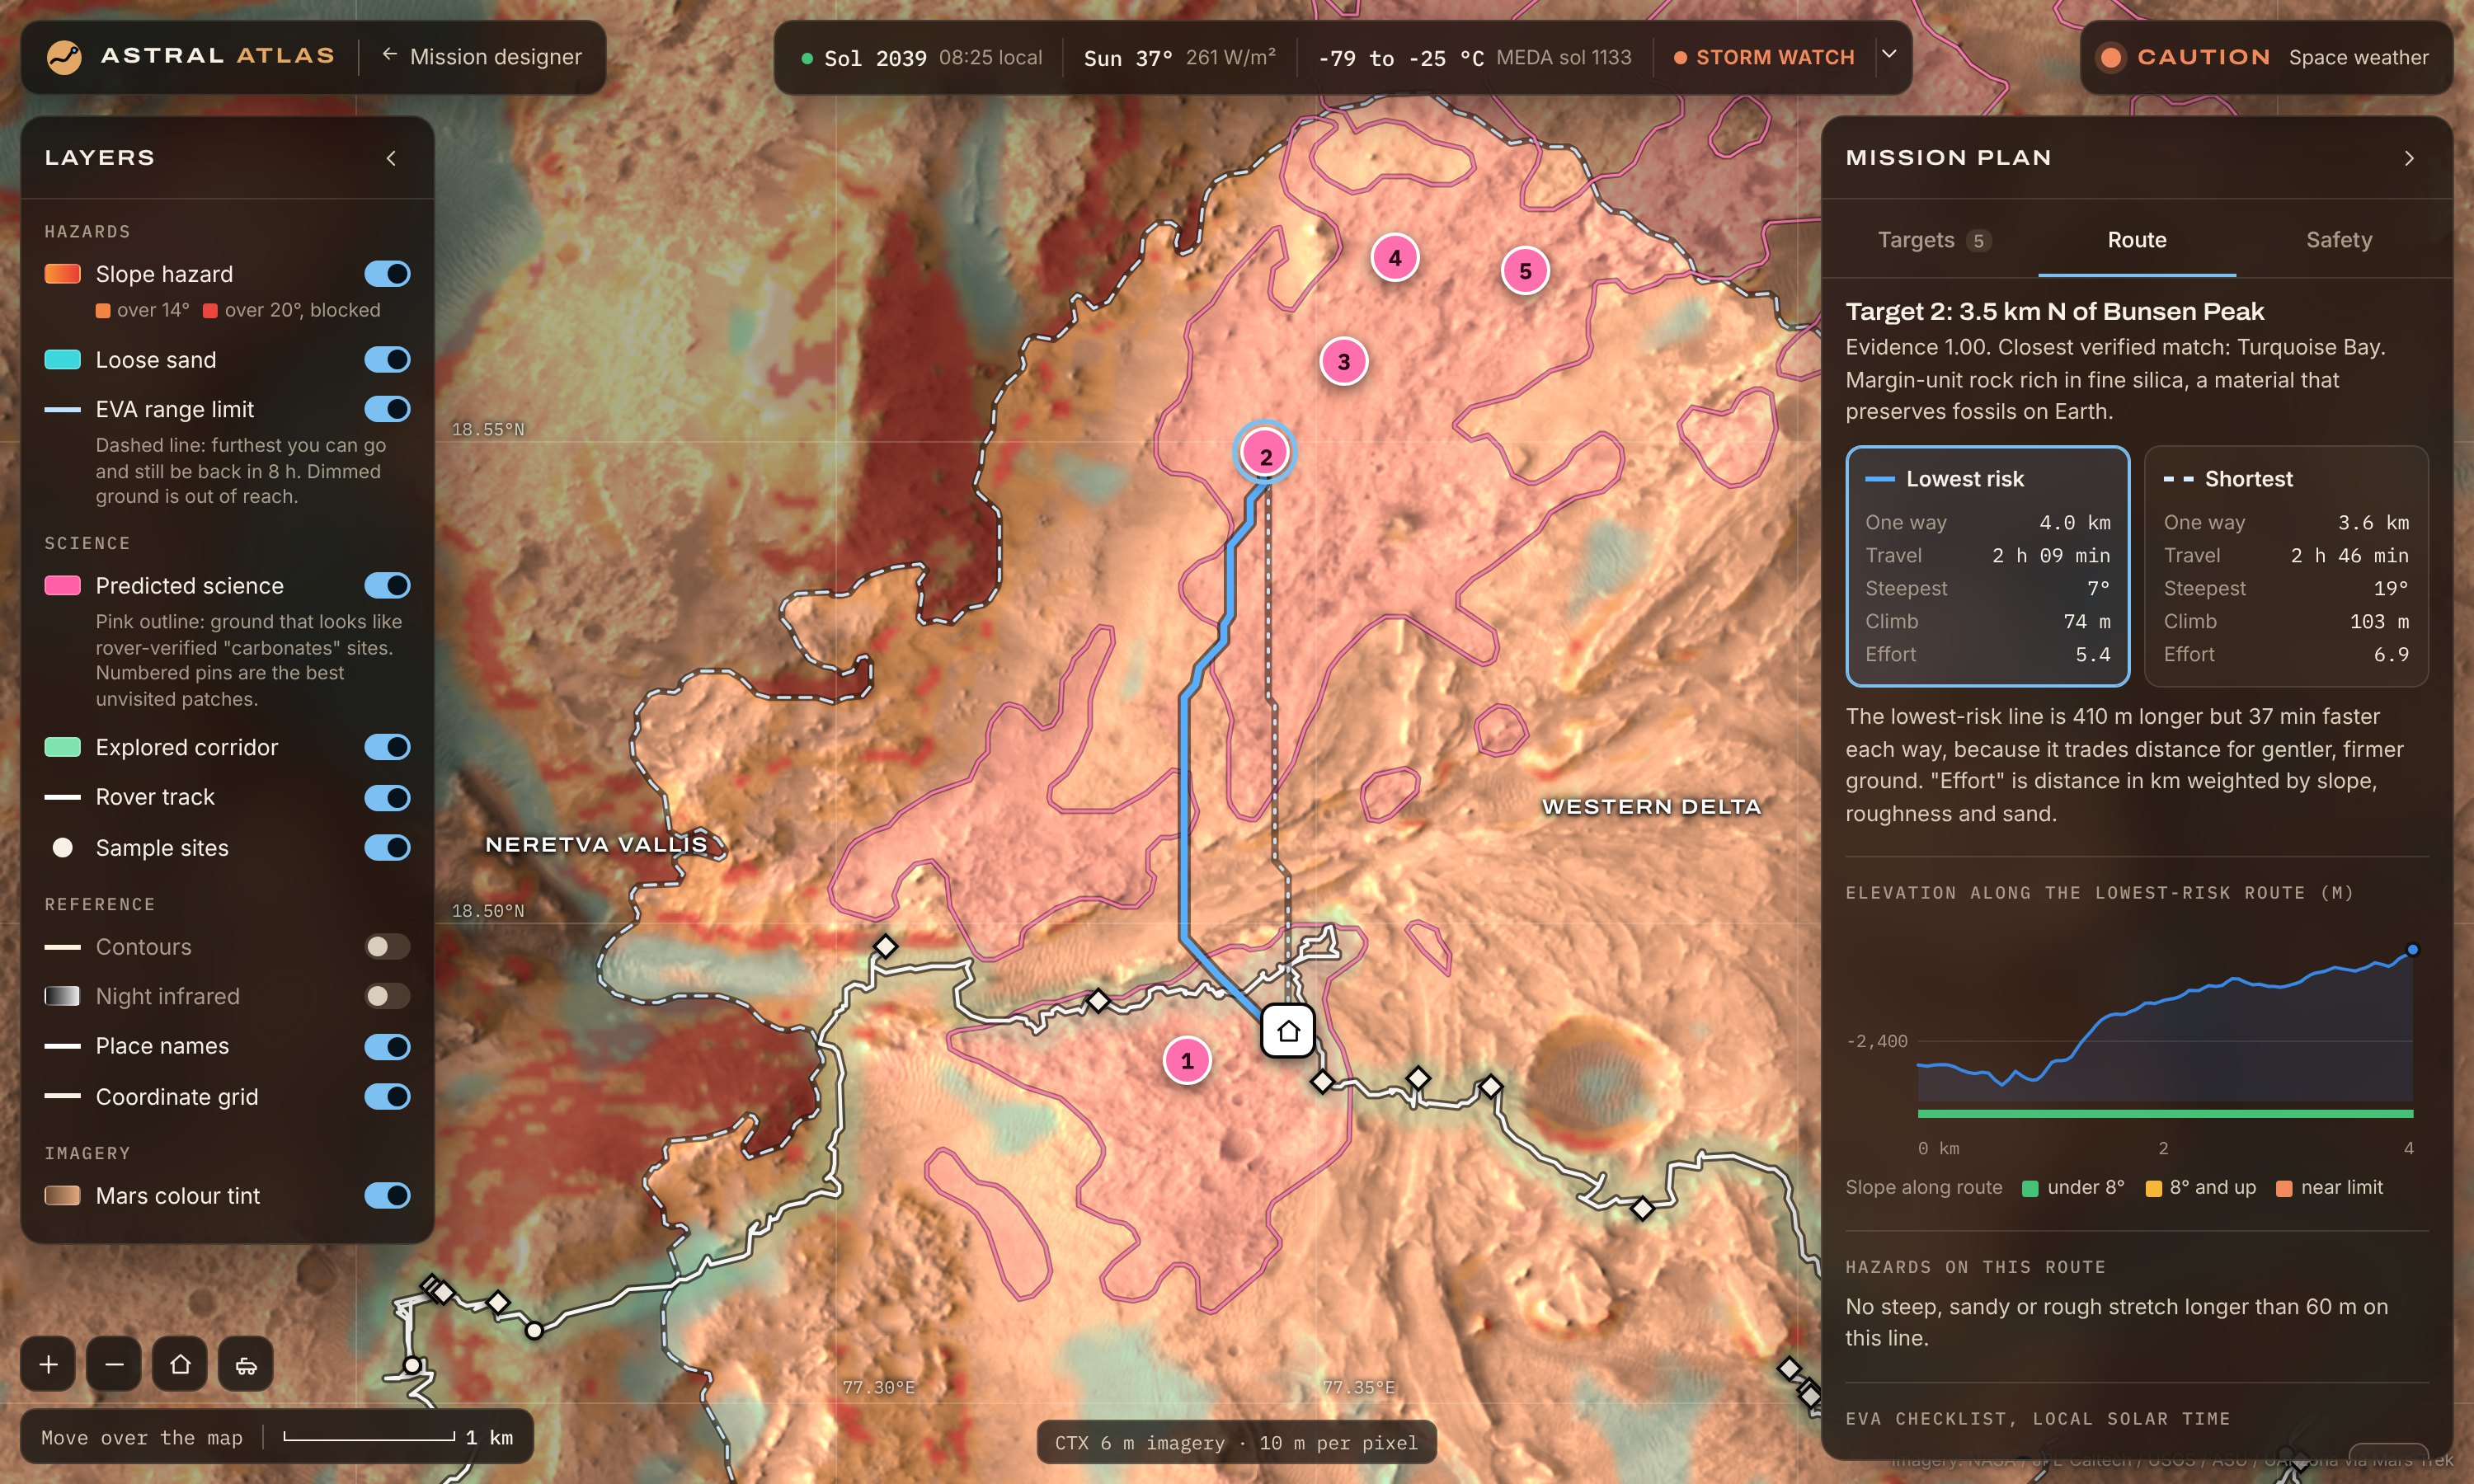 ASTRAL ATLAS
← Mission designer
Sol 2039 08:25 local
Sun 37° 261 W/m²
-79 to -25 °C MEDA sol 1133
STORM WATCH
CAUTION Space weather
LAYERS
HAZARDS
Slope hazard
over 14° over 20°, blocked
Loose sand
EVA range limit
Dashed line: furthest you can go
and still be back in 8 h. Dimmed
ground is out of reach.
SCIENCE
Predicted science
Pink outline: ground that looks like
rover-verified "carbonates" sites.
Numbered pins are the best
unvisited patches.
Explored corridor
Rover track
Sample sites
REFERENCE
Contours
Night infrared
Place names
Coordinate grid
IMAGERY
Mars colour tint
Move over the map
1 km
4
5
3
18.55°N
2
WESTERN DELTA
NERETVA VALLIS
18.50°N
1
77.30°E
77.35°E
CTX 6 m imagery · 10 m per pixel
MISSION PLAN
Targets 5
Route
Safety
Target 2: 3.5 km N of Bunsen Peak
Evidence 1.00. Closest verified match: Turquoise Bay.
Margin-unit rock rich in fine silica, a material that
preserves fossils on Earth.
Lowest risk
One way 4.0 km
Travel 2 h 09 min
Steepest 7°
Climb 74 m
Effort 5.4
Shortest
One way 3.6 km
Travel 2 h 46 min
Steepest 19°
Climb 103 m
Effort 6.9
The lowest-risk line is 410 m longer but 37 min faster
each way, because it trades distance for gentler, firmer
ground. "Effort" is distance in km weighted by slope,
roughness and sand.
ELEVATION ALONG THE LOWEST-RISK ROUTE (M)
-2,400
0 km 2 4
Slope along route under 8° 8° and up near limit
HAZARDS ON THIS ROUTE
No steep, sandy or rough stretch longer than 60 m on
this line.
EVA CHECKLIST, LOCAL SOLAR TIME
Imagery: NASA / JPL Caltech / USGS / ASU / via Mars Trek